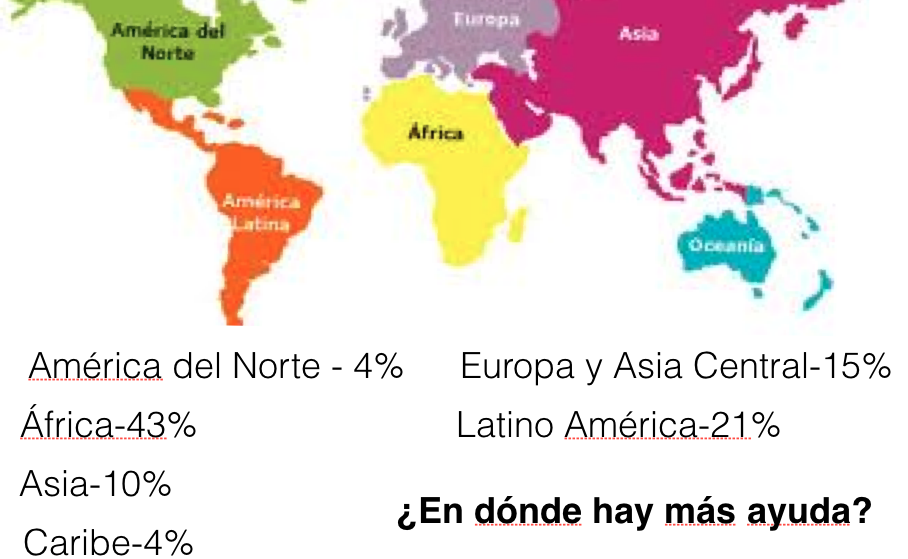 América del
Norte
Europa
Asia
África
América
Latina
Oceanía
América del Norte - 4%
Europa y Asia Central-15%
África-43%
Latino América-21%
Asia-10%
¿En dónde hay más ayuda?
Caribe-4%